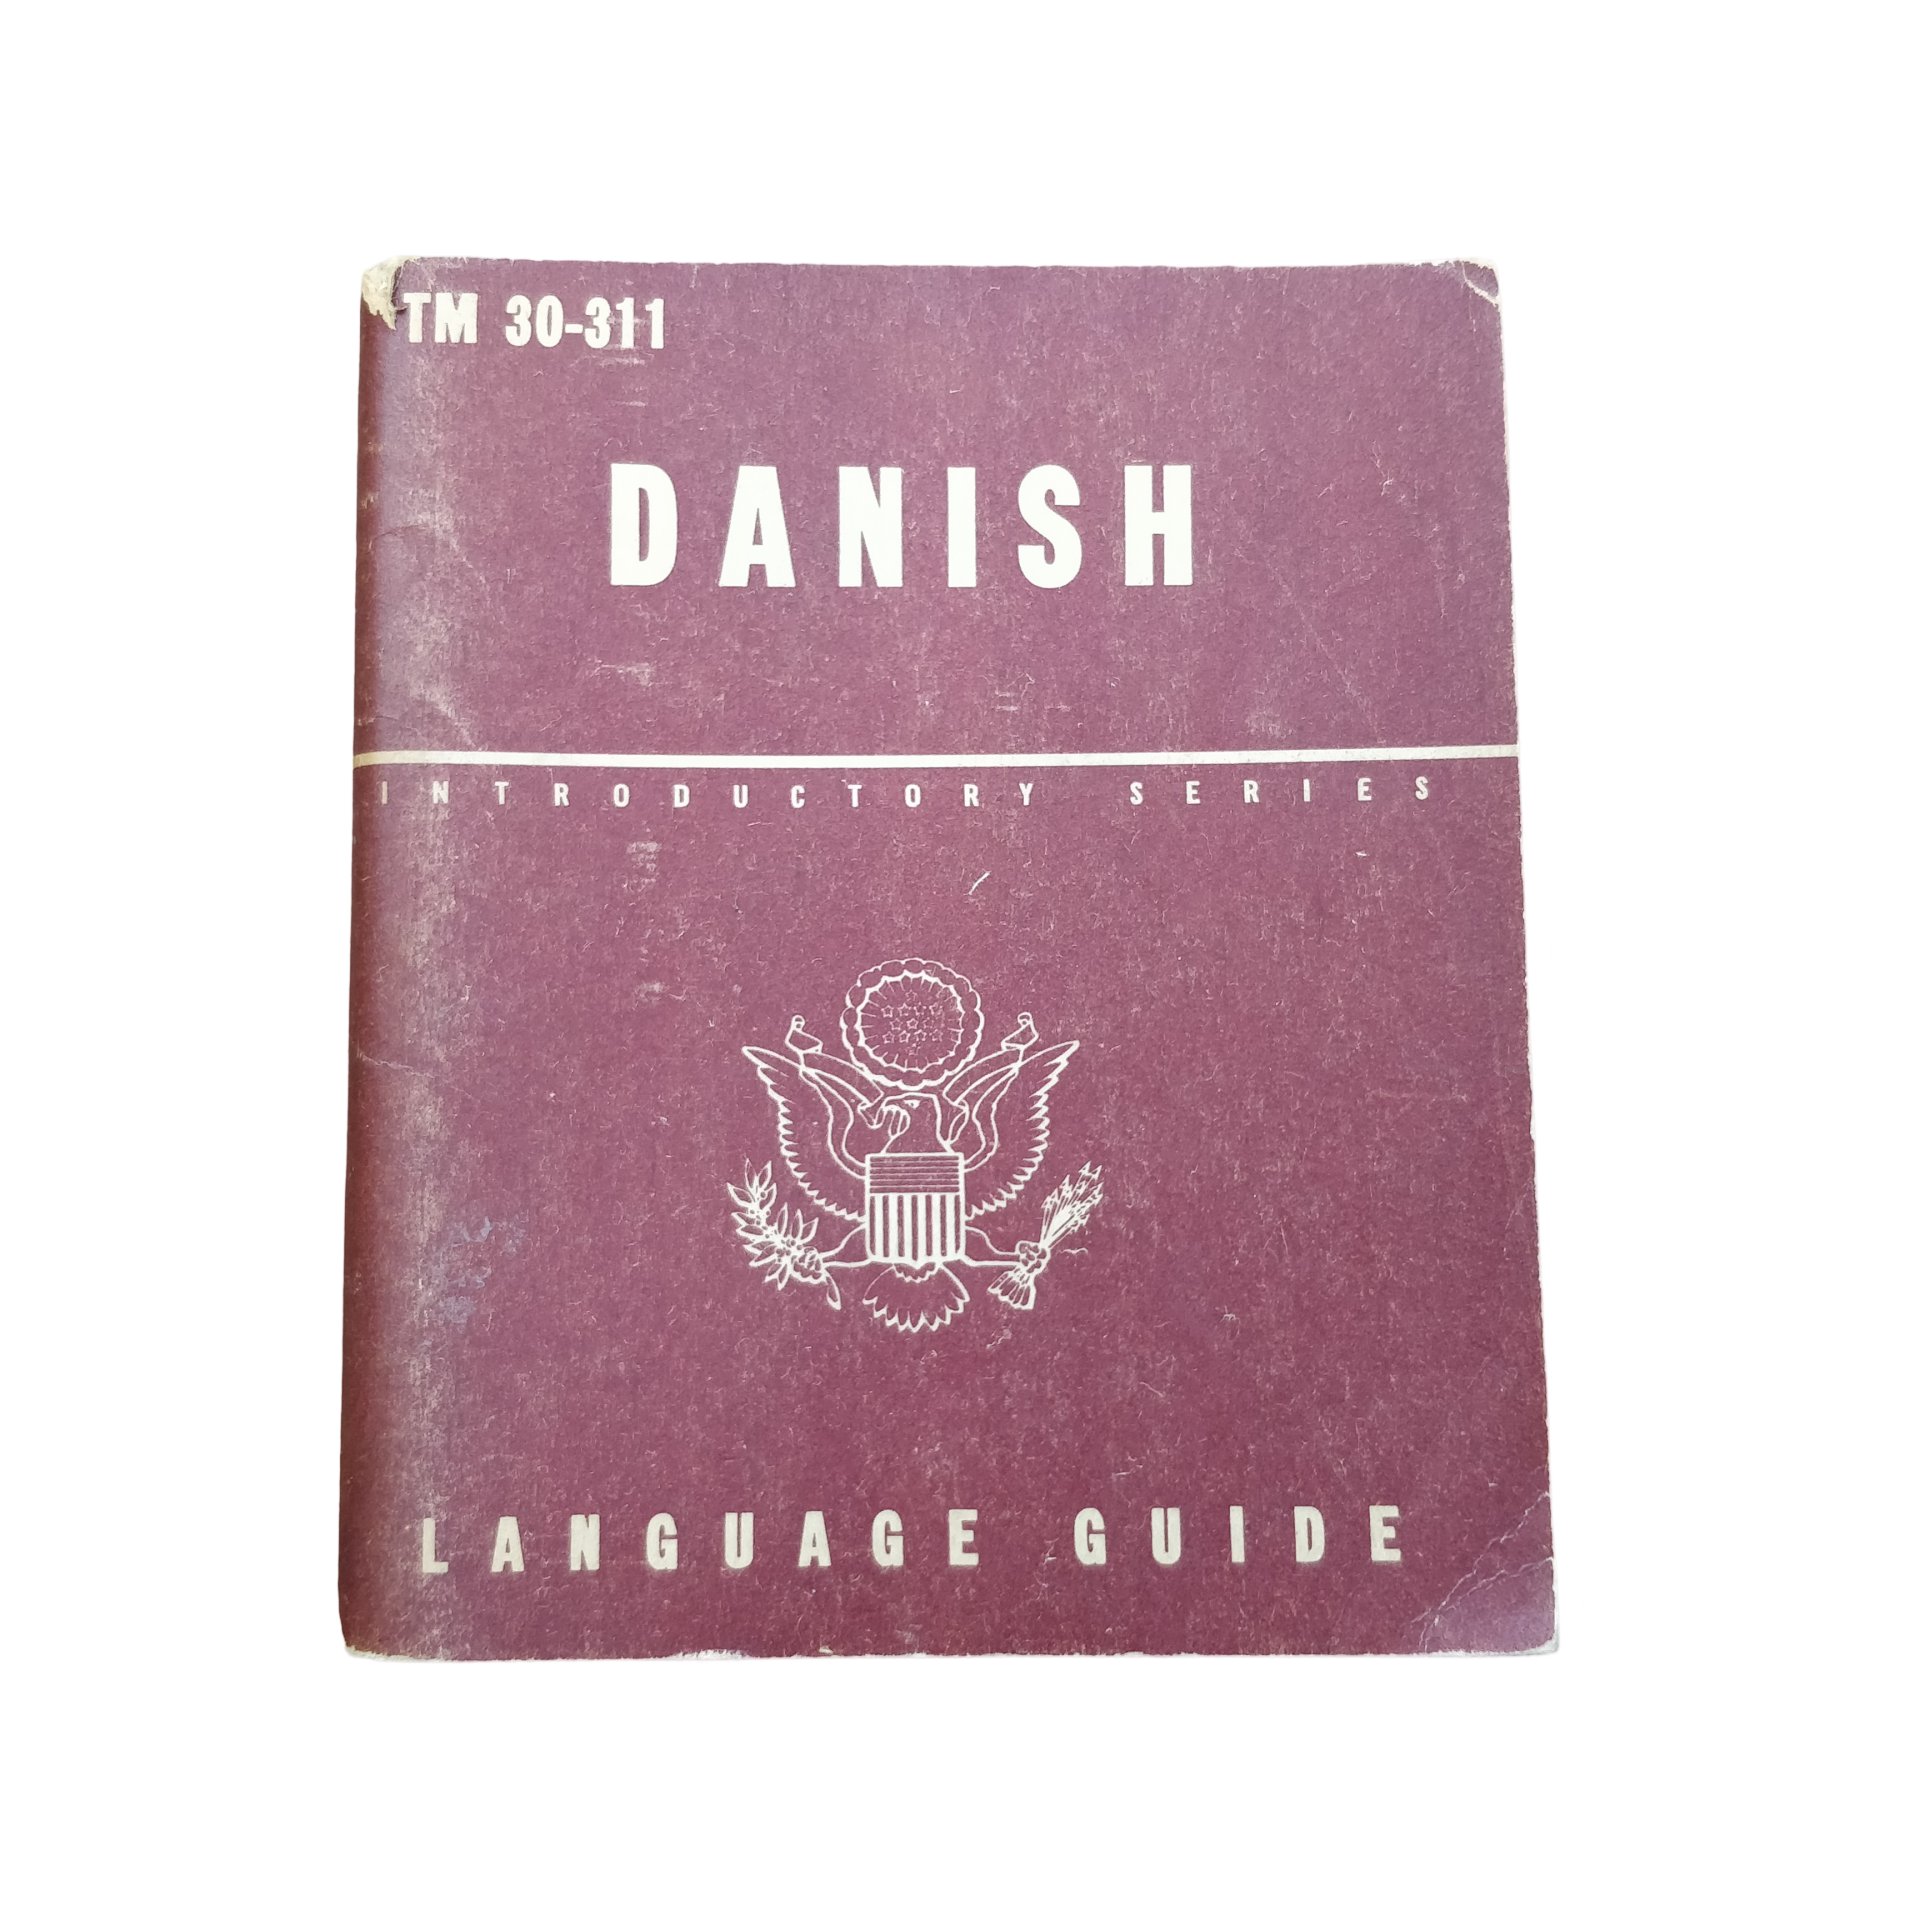 TM 30-311
DANISH
INTRODUCTORY SERIES
LANGUAGE GUIDE